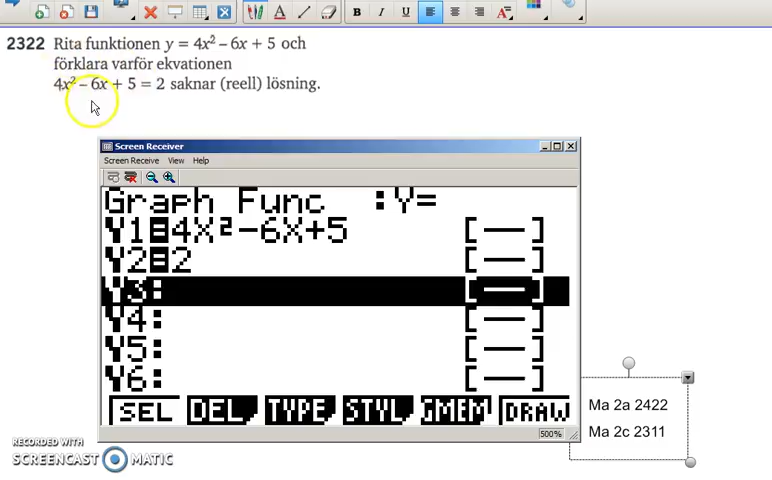 B I U A
2322 Rita funktionen y = 4x² – 6x + 5 och
förklara varför ekvationen
4x² – 6x + 5 = 2 saknar (reell) lösning.
Screen Receiver
Screen Receive View Help
Graph Func :Y=
Y1=4X²-6X+5 [—]
Y2=2 [—]
Y3: [—]
Y4: [—]
Y5: [—]
Y6: [—]
SEL DEL TYPE STYL GMEM DRAW
500%
Ma 2a 2422
Ma 2c 2311
RECORDED WITH
SCREENCAST MATIC